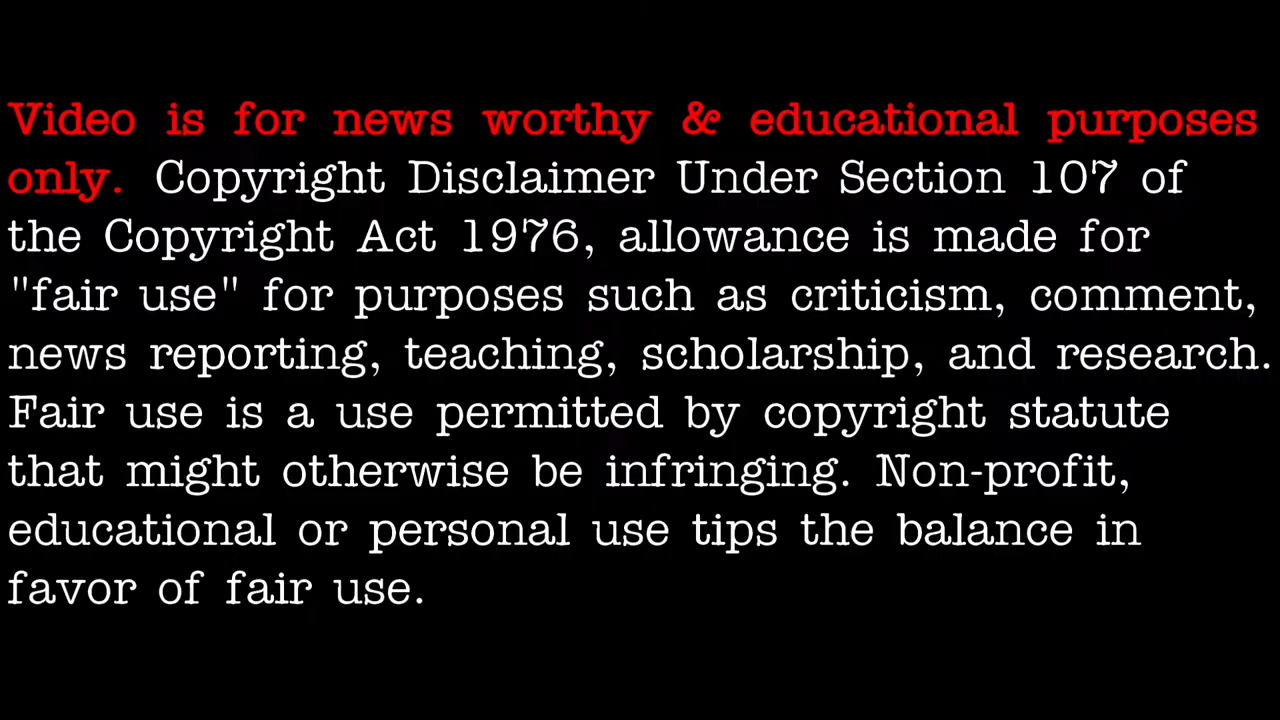 Video is for news worthy & educational purposes
only. Copyright Disclaimer Under Section 107 of
the Copyright Act 1976, allowance is made for
"fair use" for purposes such as criticism, comment,
news reporting, teaching, scholarship, and research.
Fair use is a use permitted by copyright statute
that might otherwise be infringing. Non-profit,
educational or personal use tips the balance in
favor of fair use.